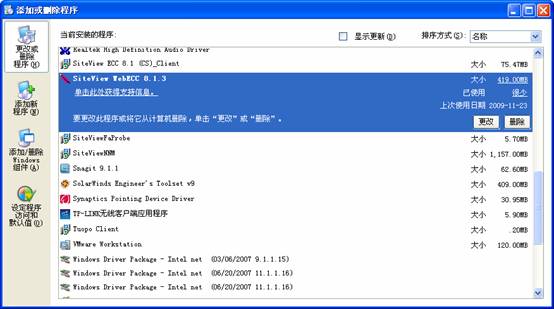 添加或删除程序
更改或
删除
程序(H)
添加新
程序(N)
添加/删除
Windows
组件(A)
设定程序
访问和
默认值(O)
当前安装的程序:
显示更新(D)
排序方式(S):
名称
Realtek High Definition Audio Driver
SiteView ECC 8.1 (CS)_Client
大小 75.47MB
SiteView WebECC 8.1.3
大小 419.00MB
单击此处获得支持信息。
已使用 很少
上次使用日期 2009-11-23
要更改此程序或将它从计算机删除,单击“更改”或“删除”。
更改
删除
SiteViewFaProbe
大小 5.70MB
SiteViewNNM
大小 1,157.00MB
Snagit 9.1.1
大小 62.60MB
SolarWinds Engineer's Toolset v9
大小 409.00MB
Synaptics Pointing Device Driver
大小 30.95MB
TP-LINK无线客户端应用程序
大小 5.90MB
Tuopo Client
大小 .20MB
VMware Workstation
大小 120.00MB
Windows Driver Package - Intel net (03/06/2007 9.1.1.15)
Windows Driver Package - Intel net (06/20/2007 11.1.1.16)
Windows Driver Package - Intel net (06/20/2007 11.1.1.16)